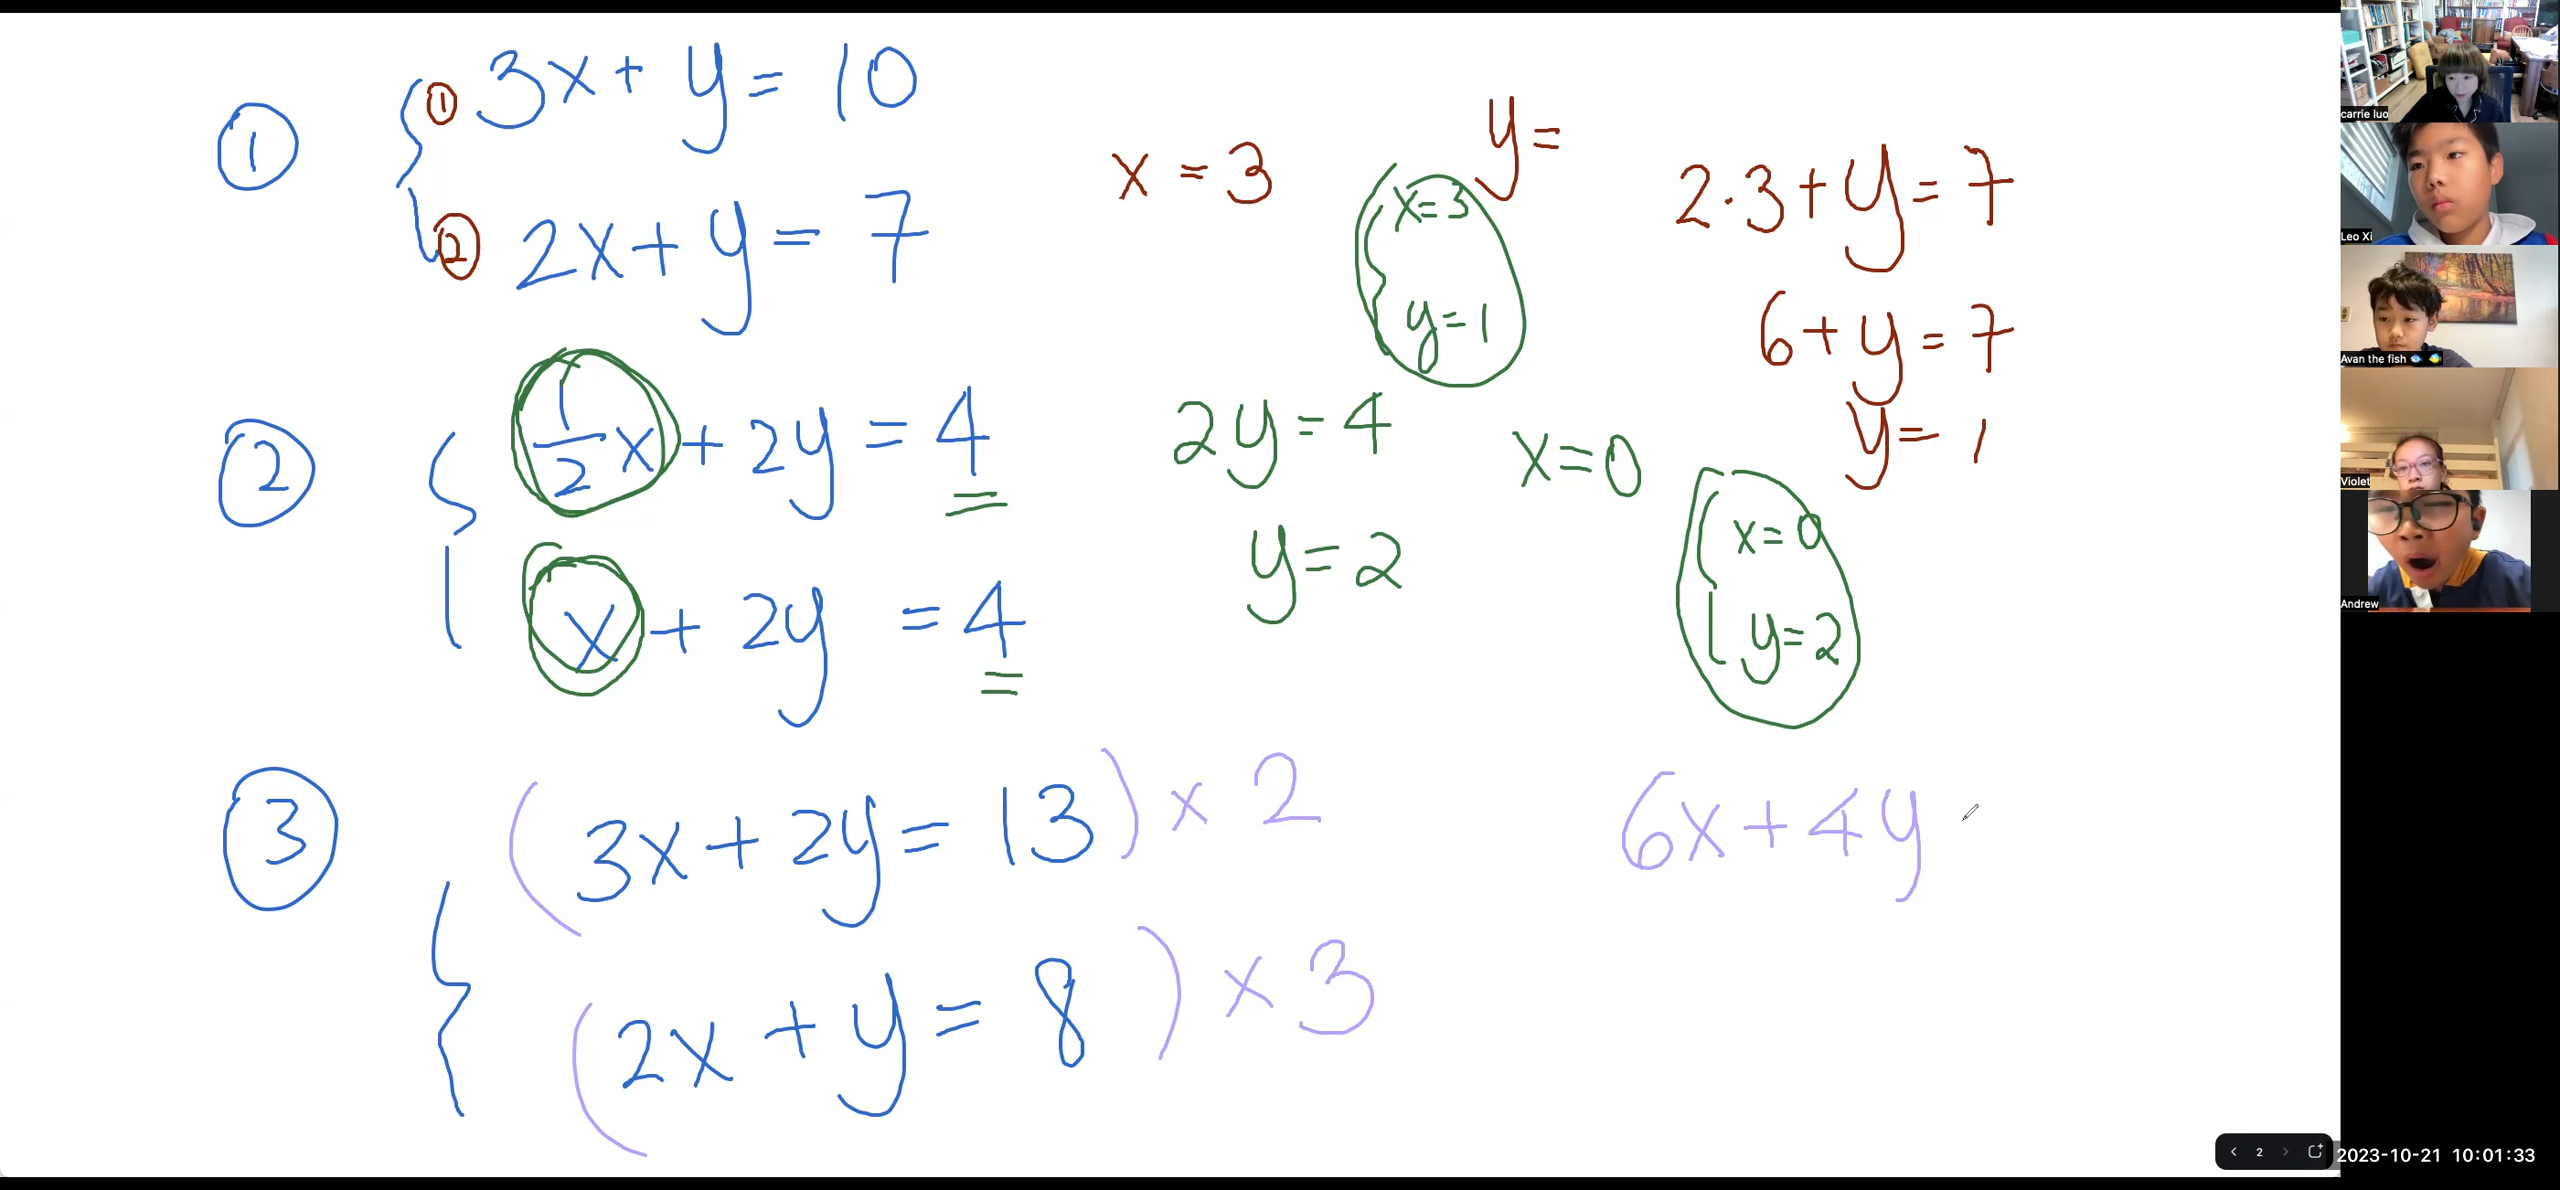 ① ① 3x + y = 10
② 2x + y = 7
x = 3
y =
x = 3
y = 1
2·3 + y = 7
6 + y = 7
y = 1
② 1/2 x + 2y = 4
x + 2y = 4
2y = 4
y = 2
x = 0
x = 0
y = 2
③ (3x + 2y = 13) × 2
(2x + y = 8) × 3
6x + 4y
carrie luo
Leo Xi
Avan the fish 🐟 🐠
Violet
Andrew
2
2023-10-21 10:01:33